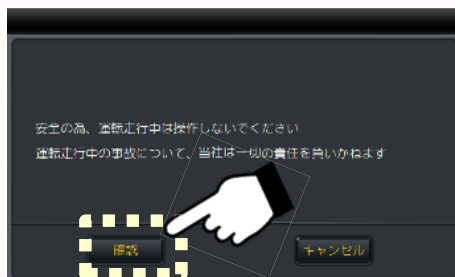 安全の為、運転走行中は操作しないでください
運転走行中の事故について、当社は一切の責任を負いかねます
確認
キャンセル